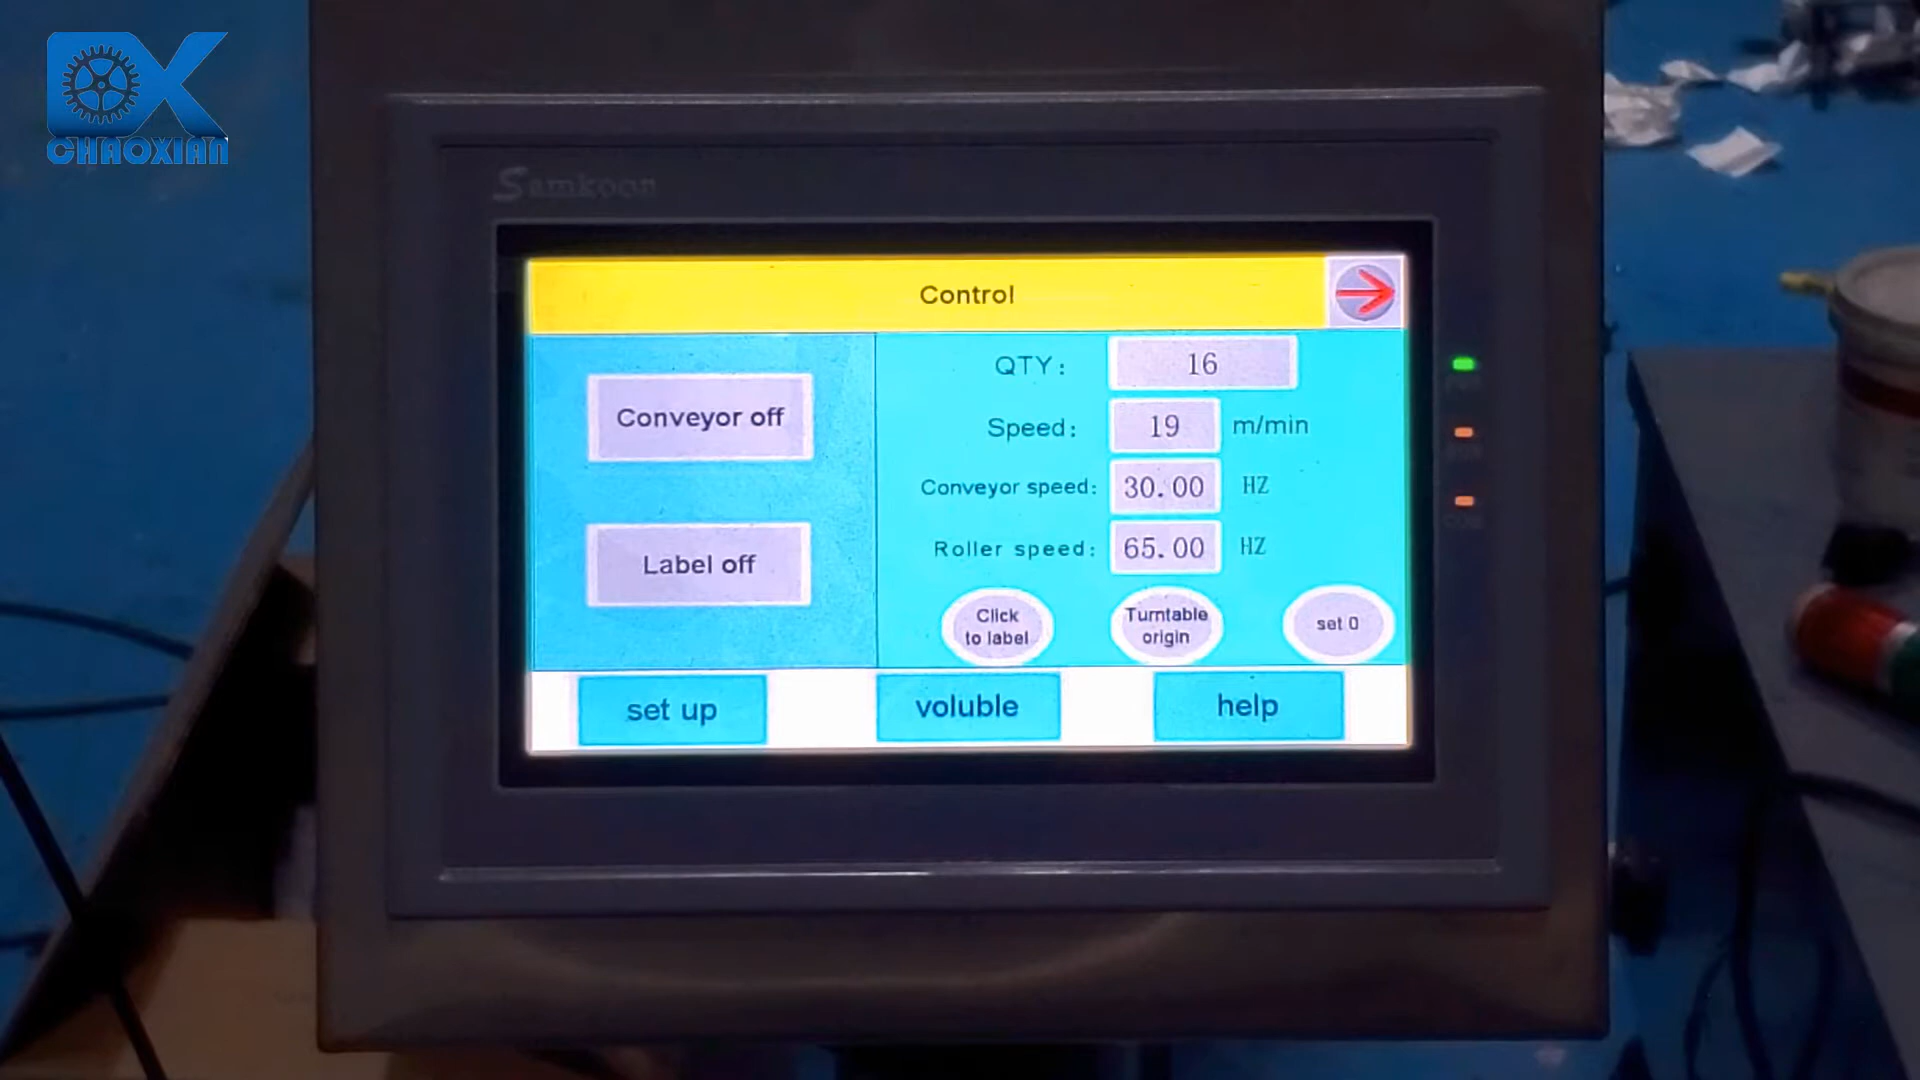 CHAOXIAN
Samkoon
Control
Conveyor off
Label off
QTY: 16
Speed: 19 m/min
Conveyor speed: 30.00 HZ
Roller speed: 65.00 HZ
Click
to label
Turntable
origin
set 0
set up
voluble
help